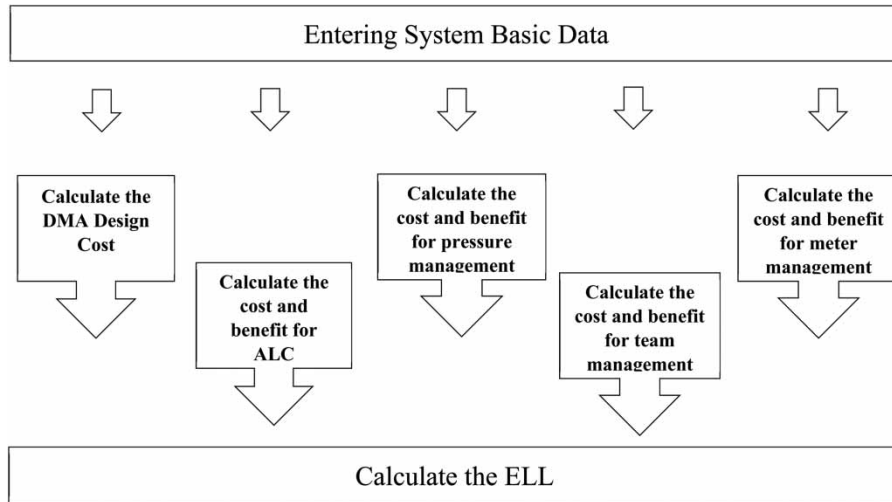 Entering System Basic Data
Calculate the
DMA Design
Cost
Calculate the
cost and
benefit for
ALC
Calculate the
cost and benefit
for pressure
management
Calculate the
cost and benefit
for team
management
Calculate the
cost and benefit
for meter
management
Calculate the ELL